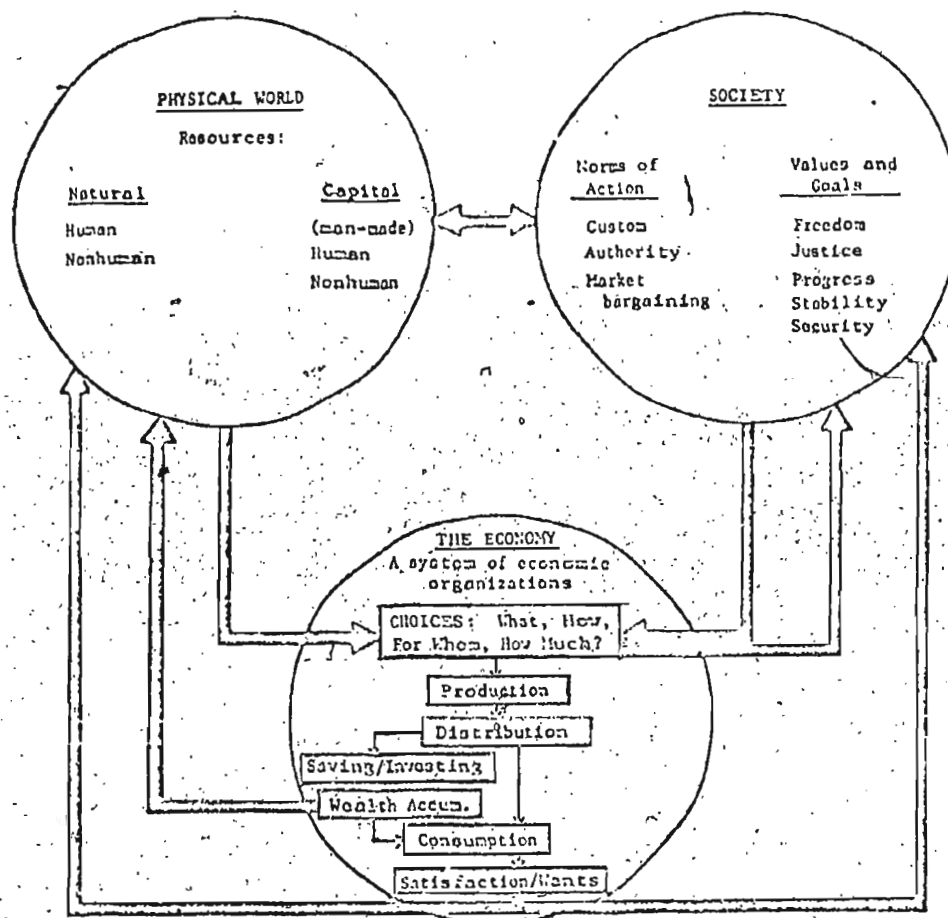 PHYSICAL WORLD
Resources:
Natural
Human
Nonhuman
Capital
(man-made)
Human
Nonhuman
SOCIETY
Norms of
Action
Custom
Authority
Market
bargaining
Values and
Goals
Freedom
Justice
Progress
Stability
Security
THE ECONOMY
A system of economic
organizations
CHOICES: What, How,
For Whom, How Much?
Production
Distribution
Saving/Investing
Wealth Accum.
Consumption
Satisfaction/Wants